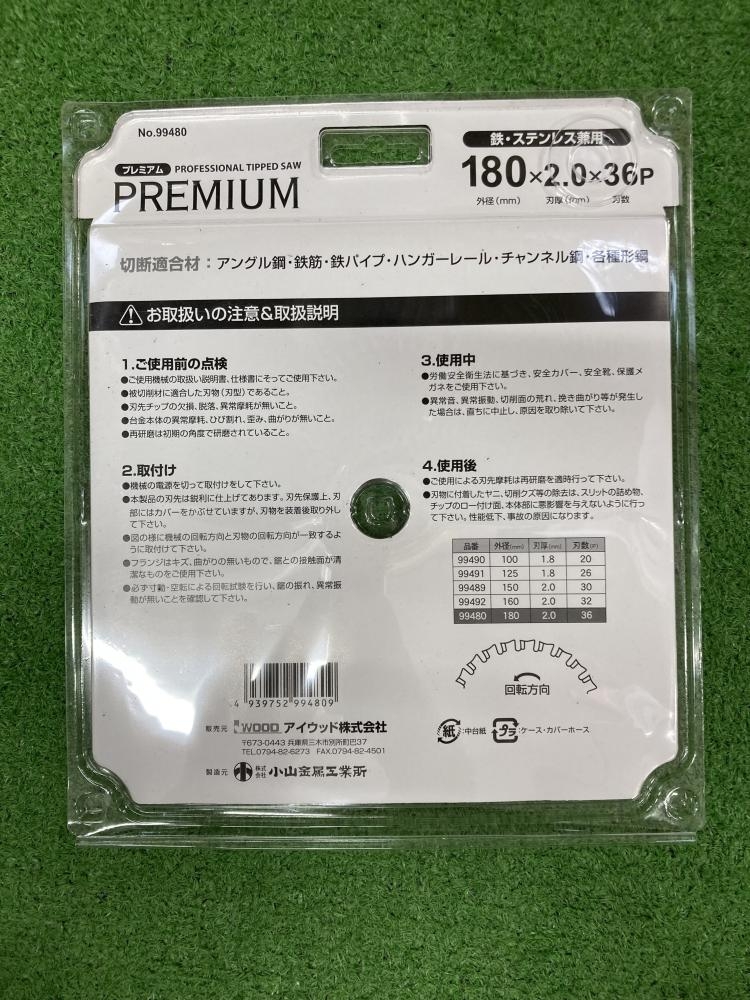 No.99480
プレミアム PROFESSIONAL TIPPED SAW
PREMIUM
鉄・ステンレス兼用
180×2.0×36P
外径(mm) 刃厚(mm) 刃数
切断適合材：アングル鋼・鉄筋・鉄パイプ・ハンガーレール・チャンネル鋼・各種形鋼
お取扱いの注意&取扱説明
1.ご使用前の点検
●ご使用機械の取扱い説明書、仕様書にそってご使用下さい。
●被切削材に適合した刃物(刃型)であること。
●刃先チップの欠損、脱落、異常摩耗が無いこと。
●台金本体の異常摩耗、ひび割れ、歪み、曲がりが無いこと。
●再研磨は初期の角度で研磨されていること。
2.取付け
●機械の電源を切って取付けをして下さい。
●本製品の刃先は鋭利に仕上げてあります。刃先保護上、刃
部にはカバーをかぶせていますが、刃物を装着後取り外し
て下さい。
●図の様に機械の回転方向と刃物の回転方向が一致するよ
うに取付けて下さい。
●フランジはキズ、曲がりの無いもので、鋸との接触面が清
潔なものをご使用下さい。
●必ず寸動・空転による回転試験を行い、鋸の振れ、異常振
動が無いことを確認して下さい。
3.使用中
●労働安全衛生法に基づき、安全カバー、安全靴、保護メ
ガネをご使用下さい。
●異常音、異常振動、切削面の荒れ、挽き曲がり等が発生し
た場合は、直ちに中止し、原因を取り除いて下さい。
4.使用後
●ご使用による刃先摩耗は再研磨を適時行って下さい。
●刃物に付着したヤニ、切削クズ等の除去は、スリットの詰め物、
チップのロー付け面、本体部に悪影響を与えないように行っ
て下さい。性能低下、事故の原因になります。
品番 外径(mm) 刃厚(mm) 刃数(P)
99490 100 1.8 20
99491 125 1.8 26
99489 150 2.0 30
99492 160 2.0 32
99480 180 2.0 36
回転方向
4 939752 994809
販売元 IWOOD アイウッド株式会社
〒673-0443 兵庫県三木市別所町巴37
TEL.0794-82-6273 FAX.0794-82-4501
製造元 株式会社 小山金属工業所
紙：中台紙 プラ：ケース・カバーホース